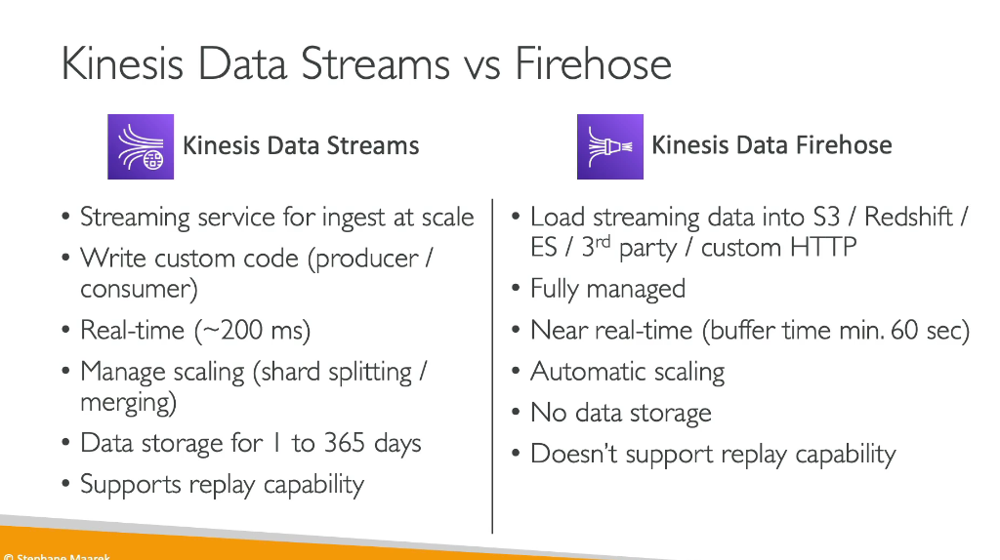 Kinesis Data Streams vs Firehose
Kinesis Data Streams
• Streaming service for ingest at scale
• Write custom code (producer /
consumer)
• Real-time (~200 ms)
• Manage scaling (shard splitting /
merging)
• Data storage for 1 to 365 days
• Supports replay capability
Kinesis Data Firehose
• Load streaming data into S3 / Redshift /
ES / 3rd party / custom HTTP
• Fully managed
• Near real-time (buffer time min. 60 sec)
• Automatic scaling
• No data storage
• Doesn't support replay capability
© Stephane Maarek